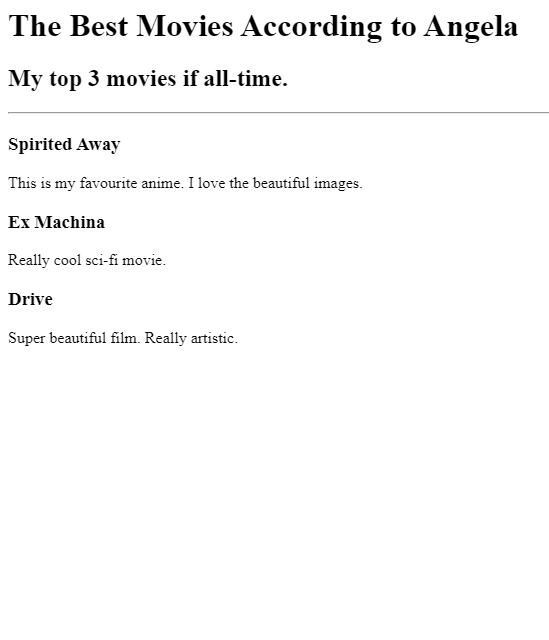 The Best Movies According to Angela
My top 3 movies if all-time.
Spirited Away
This is my favourite anime. I love the beautiful images.
Ex Machina
Really cool sci-fi movie.
Drive
Super beautiful film. Really artistic.